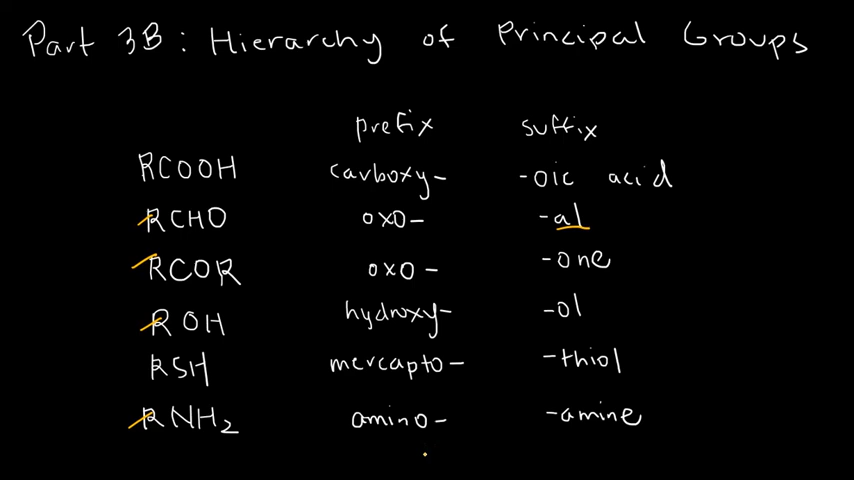 Part 3B: Hierarchy of Principal Groups
prefix suffix
RCOOH carboxy- -oic acid
RCHO oxo- -al
RCOR oxo- -one
ROH hydroxy- -ol
RSH mercapto- -thiol
RNH2 amino- -amine